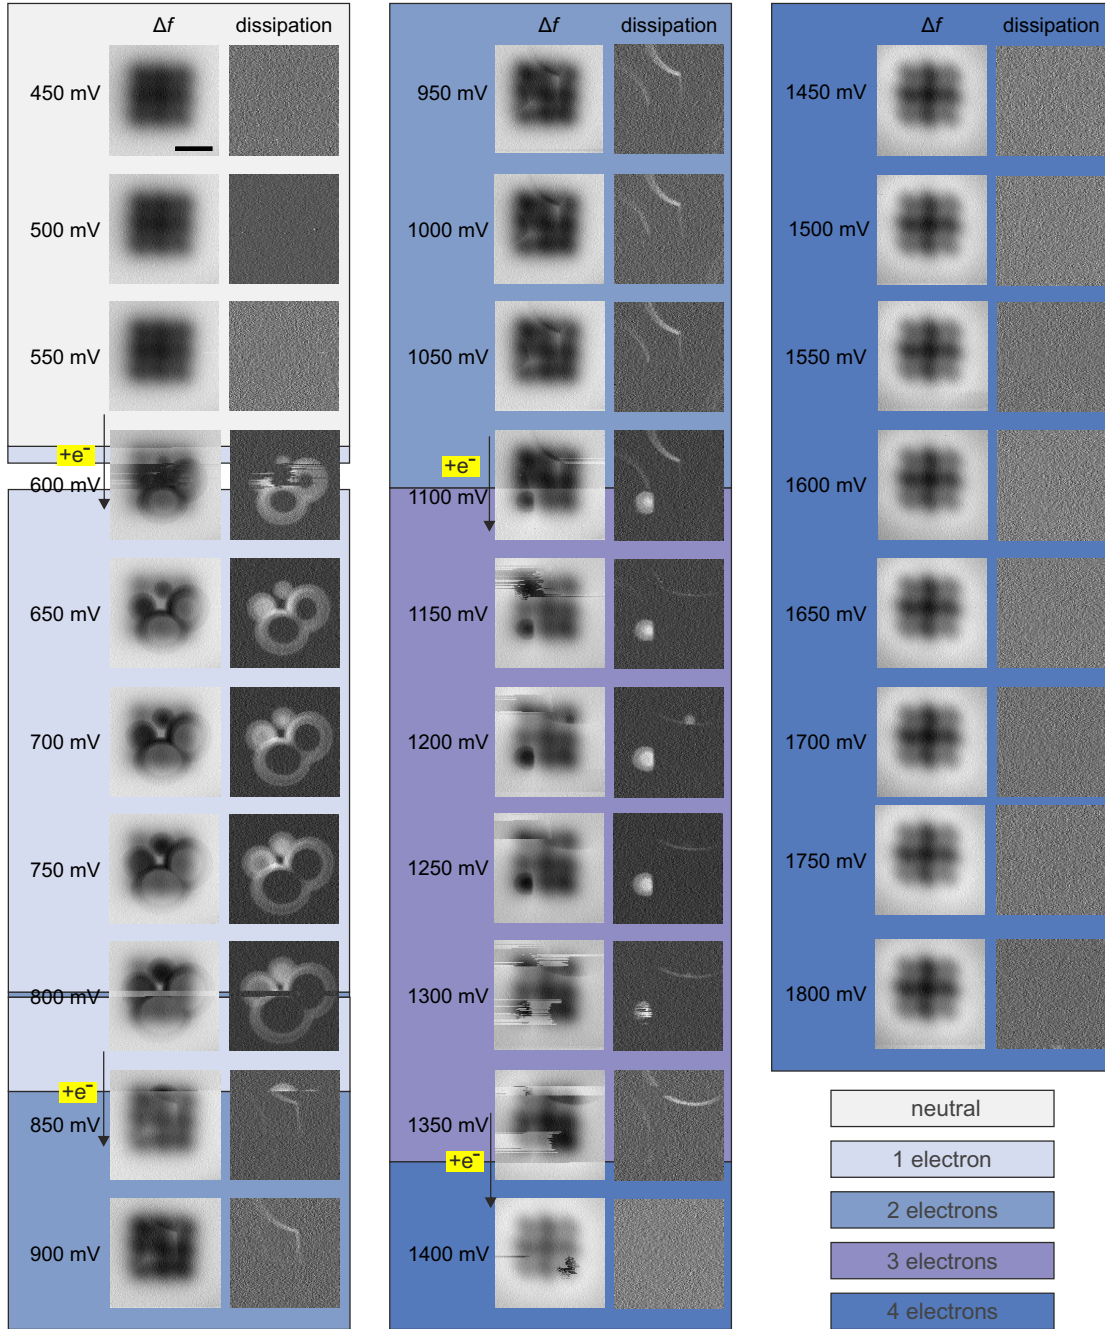 Δf dissipation
450 mV
500 mV
550 mV
+e⁻
600 mV
650 mV
700 mV
750 mV
800 mV
+e⁻
850 mV
900 mV
Δf dissipation
950 mV
1000 mV
1050 mV
+e⁻
1100 mV
1150 mV
1200 mV
1250 mV
1300 mV
1350 mV
+e⁻
1400 mV
Δf dissipation
1450 mV
1500 mV
1550 mV
1600 mV
1650 mV
1700 mV
1750 mV
1800 mV
neutral
1 electron
2 electrons
3 electrons
4 electrons